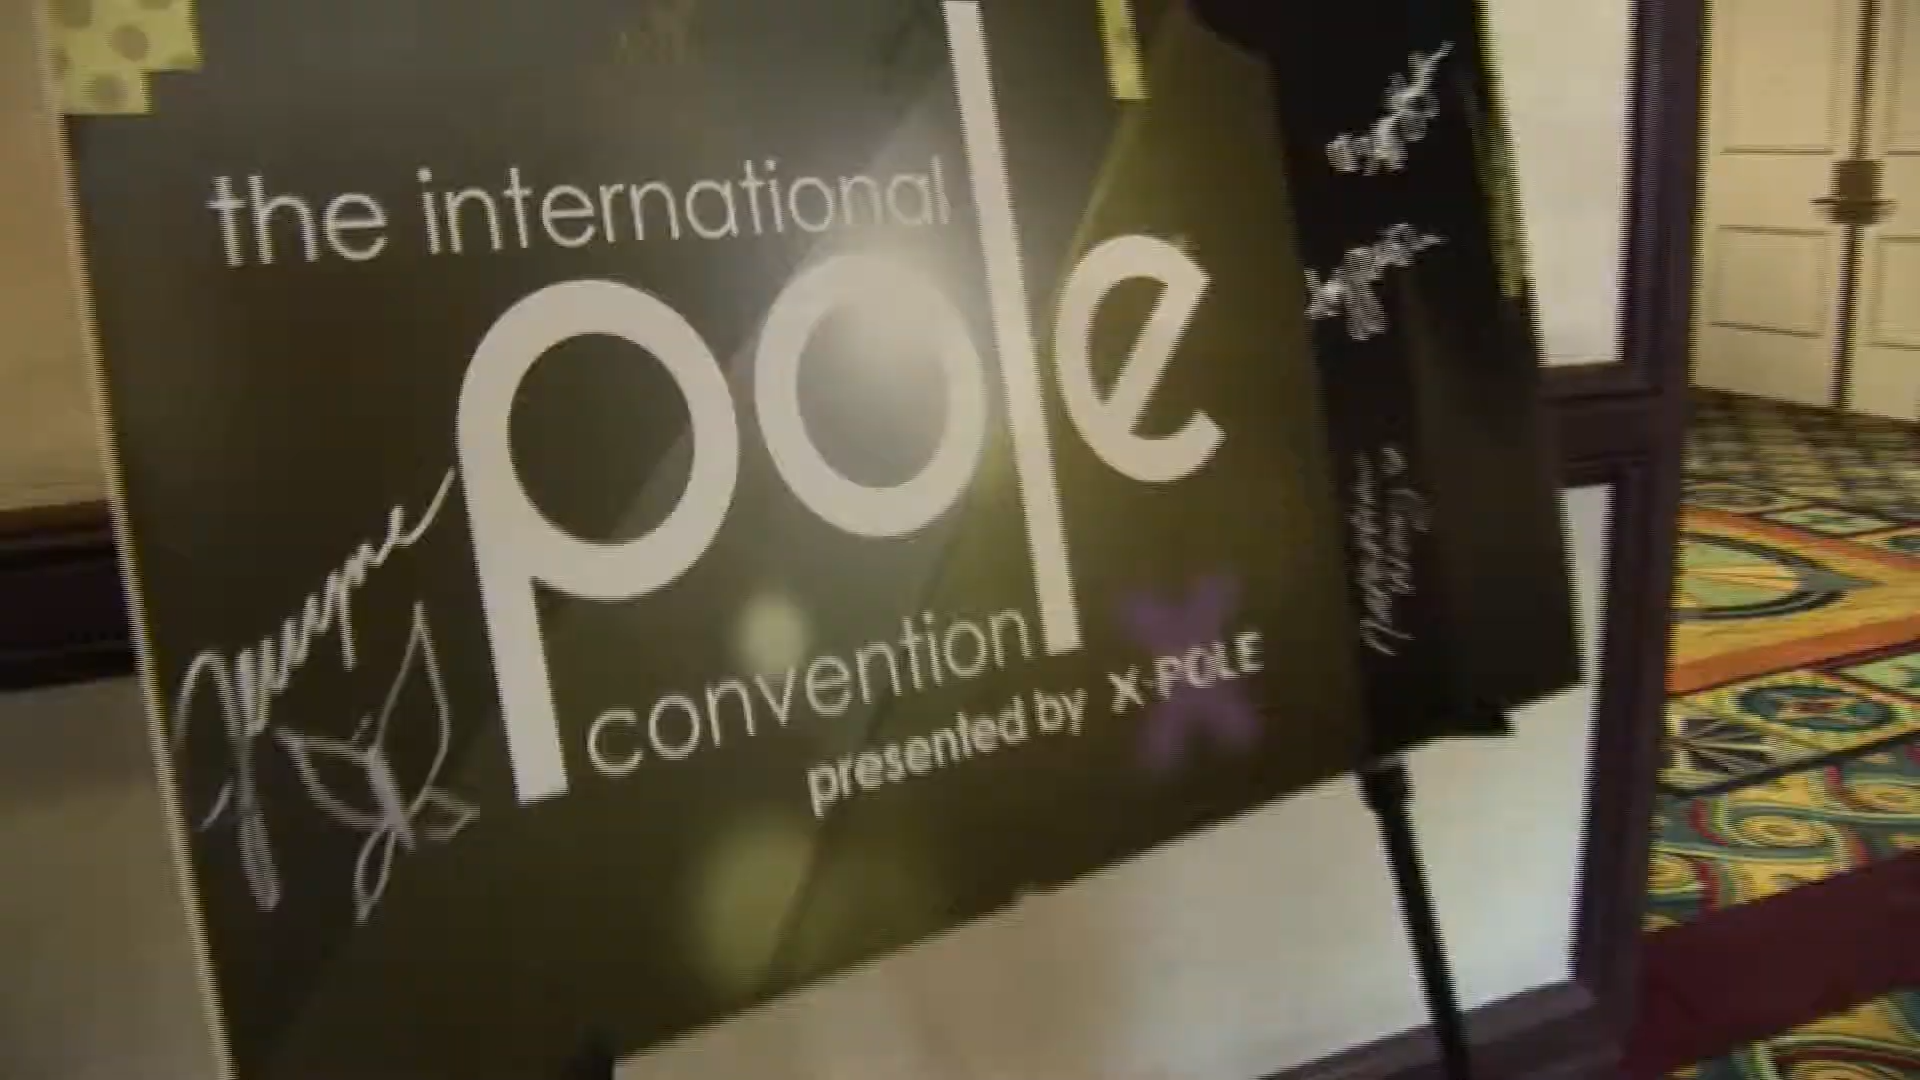 the international
pole
convention
presented by X-POLE